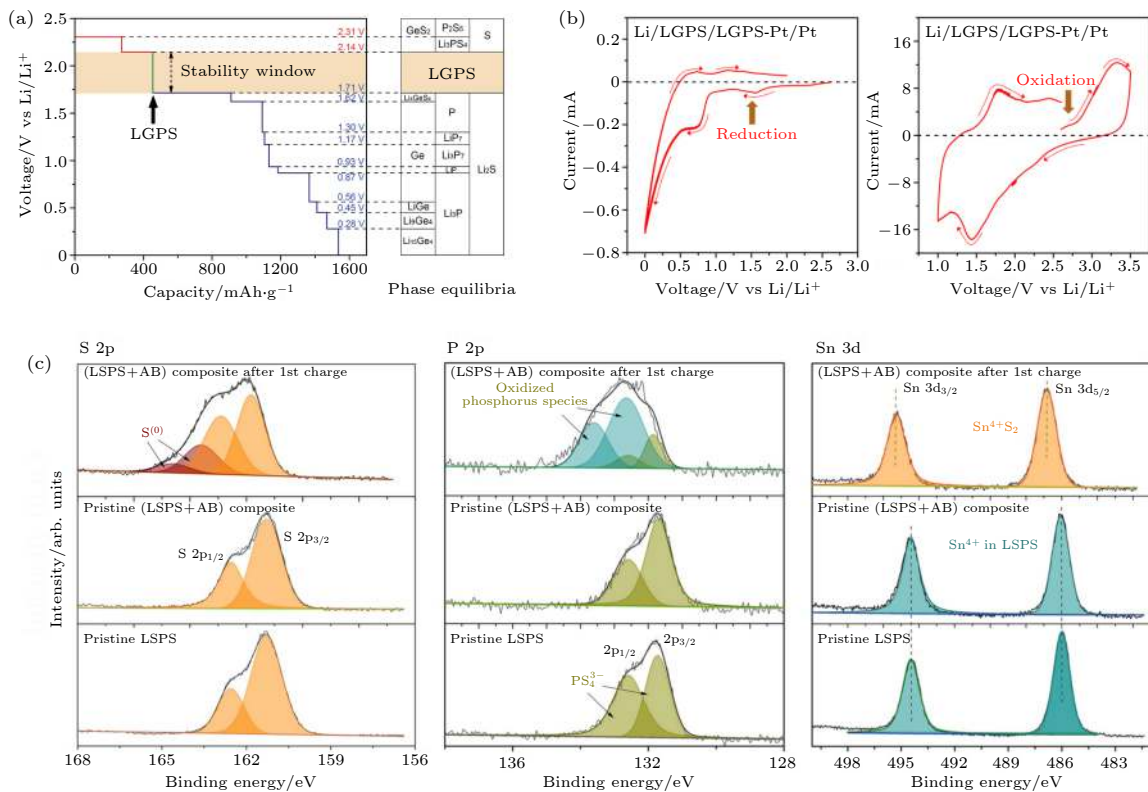 (a)
Voltage/V vs Li/Li⁺
2.5
2.0
1.5
1.0
0.5
0
2.31 V
2.14 V
Stability window
1.71 V
1.62 V
LGPS
1.30 V
1.17 V
0.93 V
0.87 V
0.56 V
0.45 V
0.28 V
0 400 800 1200 1600
Capacity/mAh·g⁻¹
GeS₂ P₂S₅ S
Li₃PS₄
LGPS
Li₄GeS₄
P
LiP₇
Ge Li₃P₇ Li₂S
LiP
LiGe Li₃P
Li₉Ge₄
Li₁₅Ge₄
Phase equilibria
(b)
Li/LGPS/LGPS-Pt/Pt
Current/mA
0.4
0.2
0
−0.2
−0.4
−0.6
−0.8
Reduction
0 0.5 1.0 1.5 2.0 2.5 3.0
Voltage/V vs Li/Li⁺
Li/LGPS/LGPS-Pt/Pt
Current/mA
12
8
4
0
−8
−16
Oxidation
1.0 1.5 2.0 2.5 3.0 3.5
Voltage/V vs Li/Li⁺
(c)
Intensity/arb. units
S 2p
(LSPS+AB) composite after 1st charge
S⁽⁰⁾
Pristine (LSPS+AB) composite
S 2p₁/₂
S 2p₃/₂
Pristine LSPS
168 165 162 159 156
Binding energy/eV
P 2p
(LSPS+AB) composite after 1st charge
Oxidized
phosphorus species
Pristine (LSPS+AB) composite
Pristine LSPS
2p₁/₂
2p₃/₂
PS₄³⁻
136 132 128
Binding energy/eV
Sn 3d
(LSPS+AB) composite after 1st charge
Sn 3d₃/₂
Sn 3d₅/₂
Sn⁴⁺S₂
Pristine (LSPS+AB) composite
Sn⁴⁺ in LSPS
Pristine LSPS
498 495 492 489 486 483
Binding energy/eV